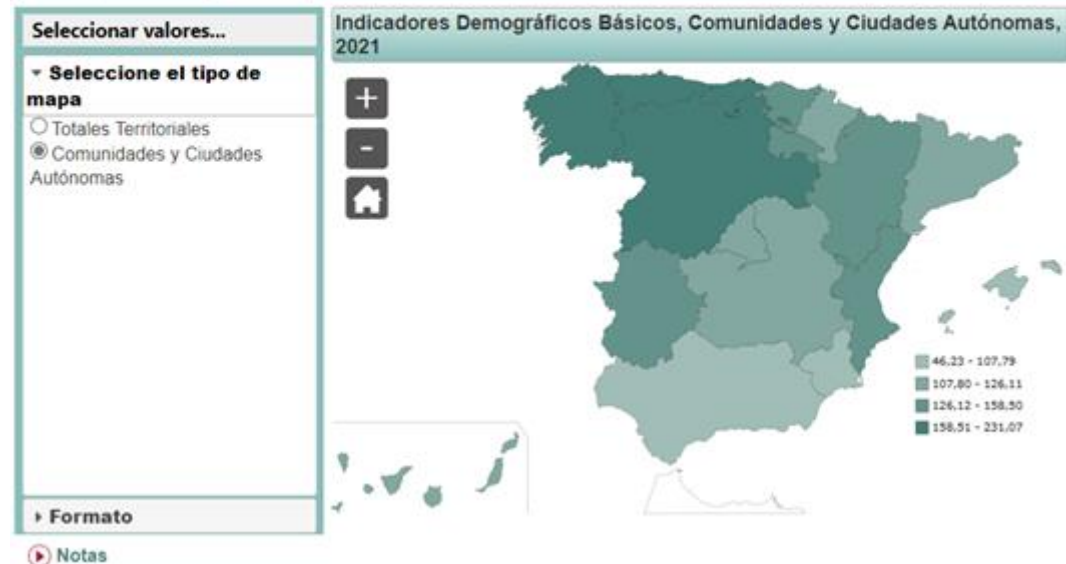 Seleccionar valores...
Seleccione el tipo de
mapa
Totales Territoriales
Comunidades y Ciudades
Autónomas
Formato
Notas
Indicadores Demográficos Básicos, Comunidades y Ciudades Autónomas,
2021
+
-
46,23 - 107,79
107,80 - 126,11
126,12 - 158,50
158,51 - 231,07